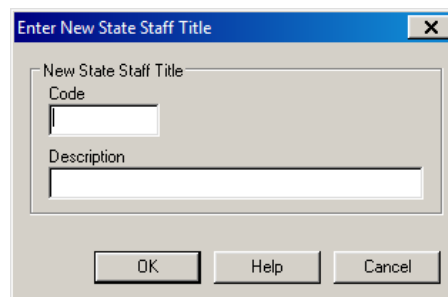 Enter New State Staff Title
New State Staff Title
Code
Description
OK Help Cancel